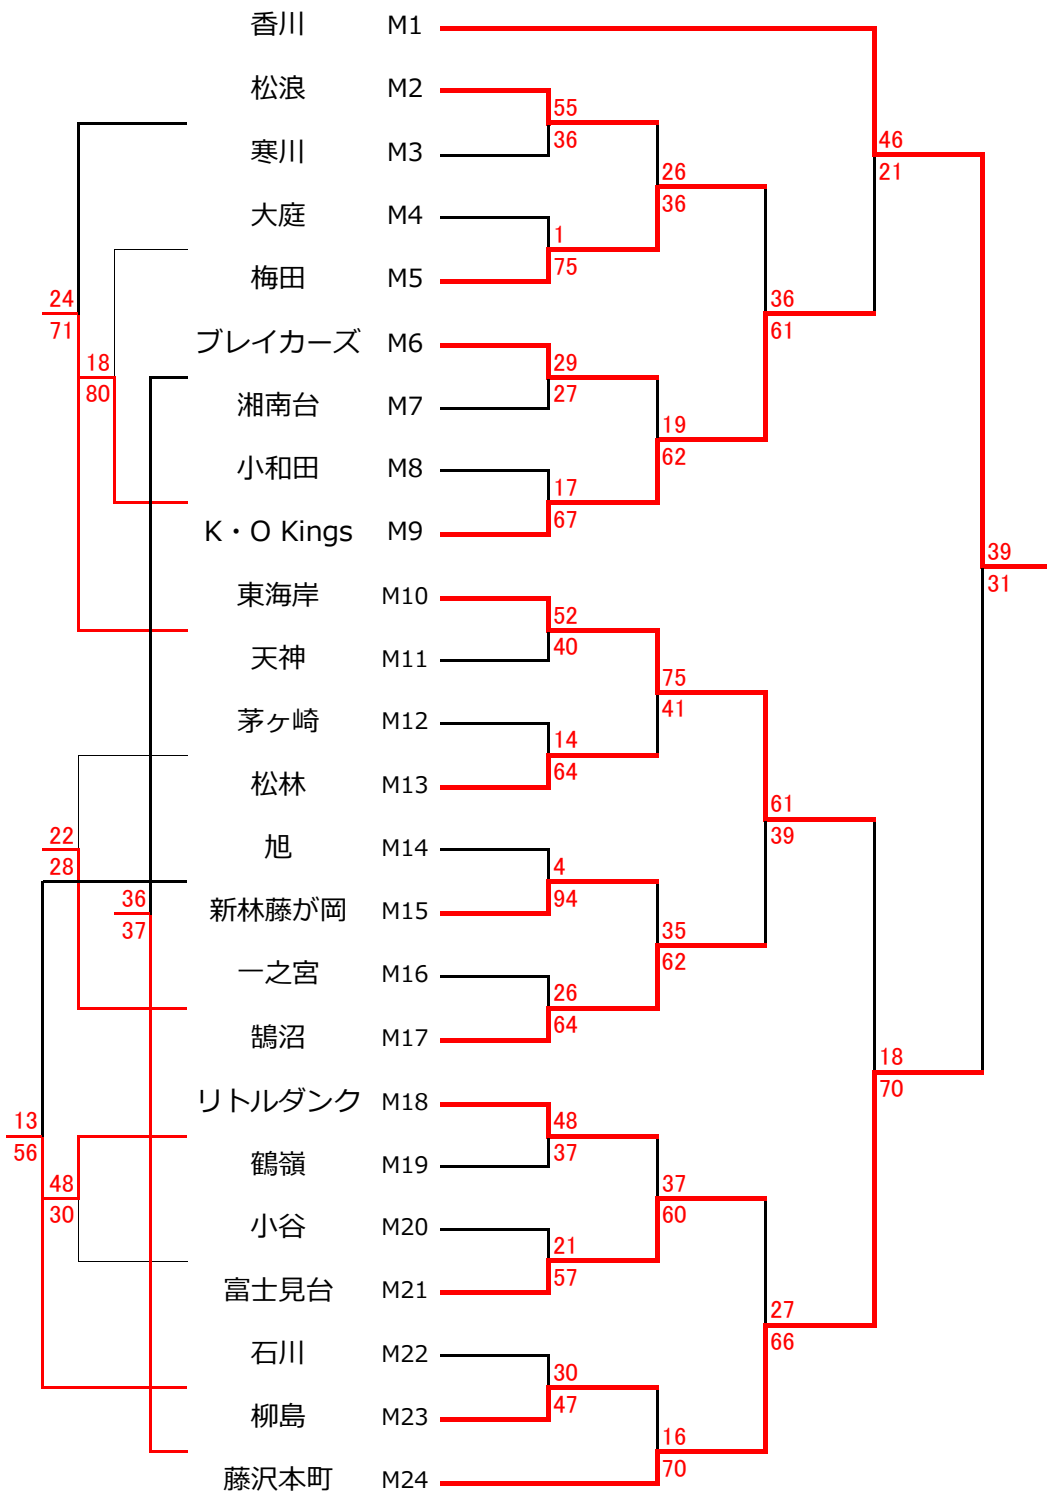 香川 M1
松浪 M2
55
36
寒川 M3
26
36
46
21
大庭 M4
1
75
梅田 M5
24
71
36
61
ブレイカーズ M6
18
80
29
27
湘南台 M7
19
62
小和田 M8
17
67
K・O Kings M9
39
31
東海岸 M10
52
40
天神 M11
75
41
茅ヶ崎 M12
14
64
松林 M13
61
39
旭 M14
22
28
4
94
新林藤が岡 M15
36
37
35
62
一之宮 M16
26
64
鵠沼 M17
18
70
リトルダンク M18
13
56
48
37
鶴嶺 M19
48
30
37
60
小谷 M20
21
57
富士見台 M21
27
66
石川 M22
30
47
柳島 M23
16
70
藤沢本町 M24